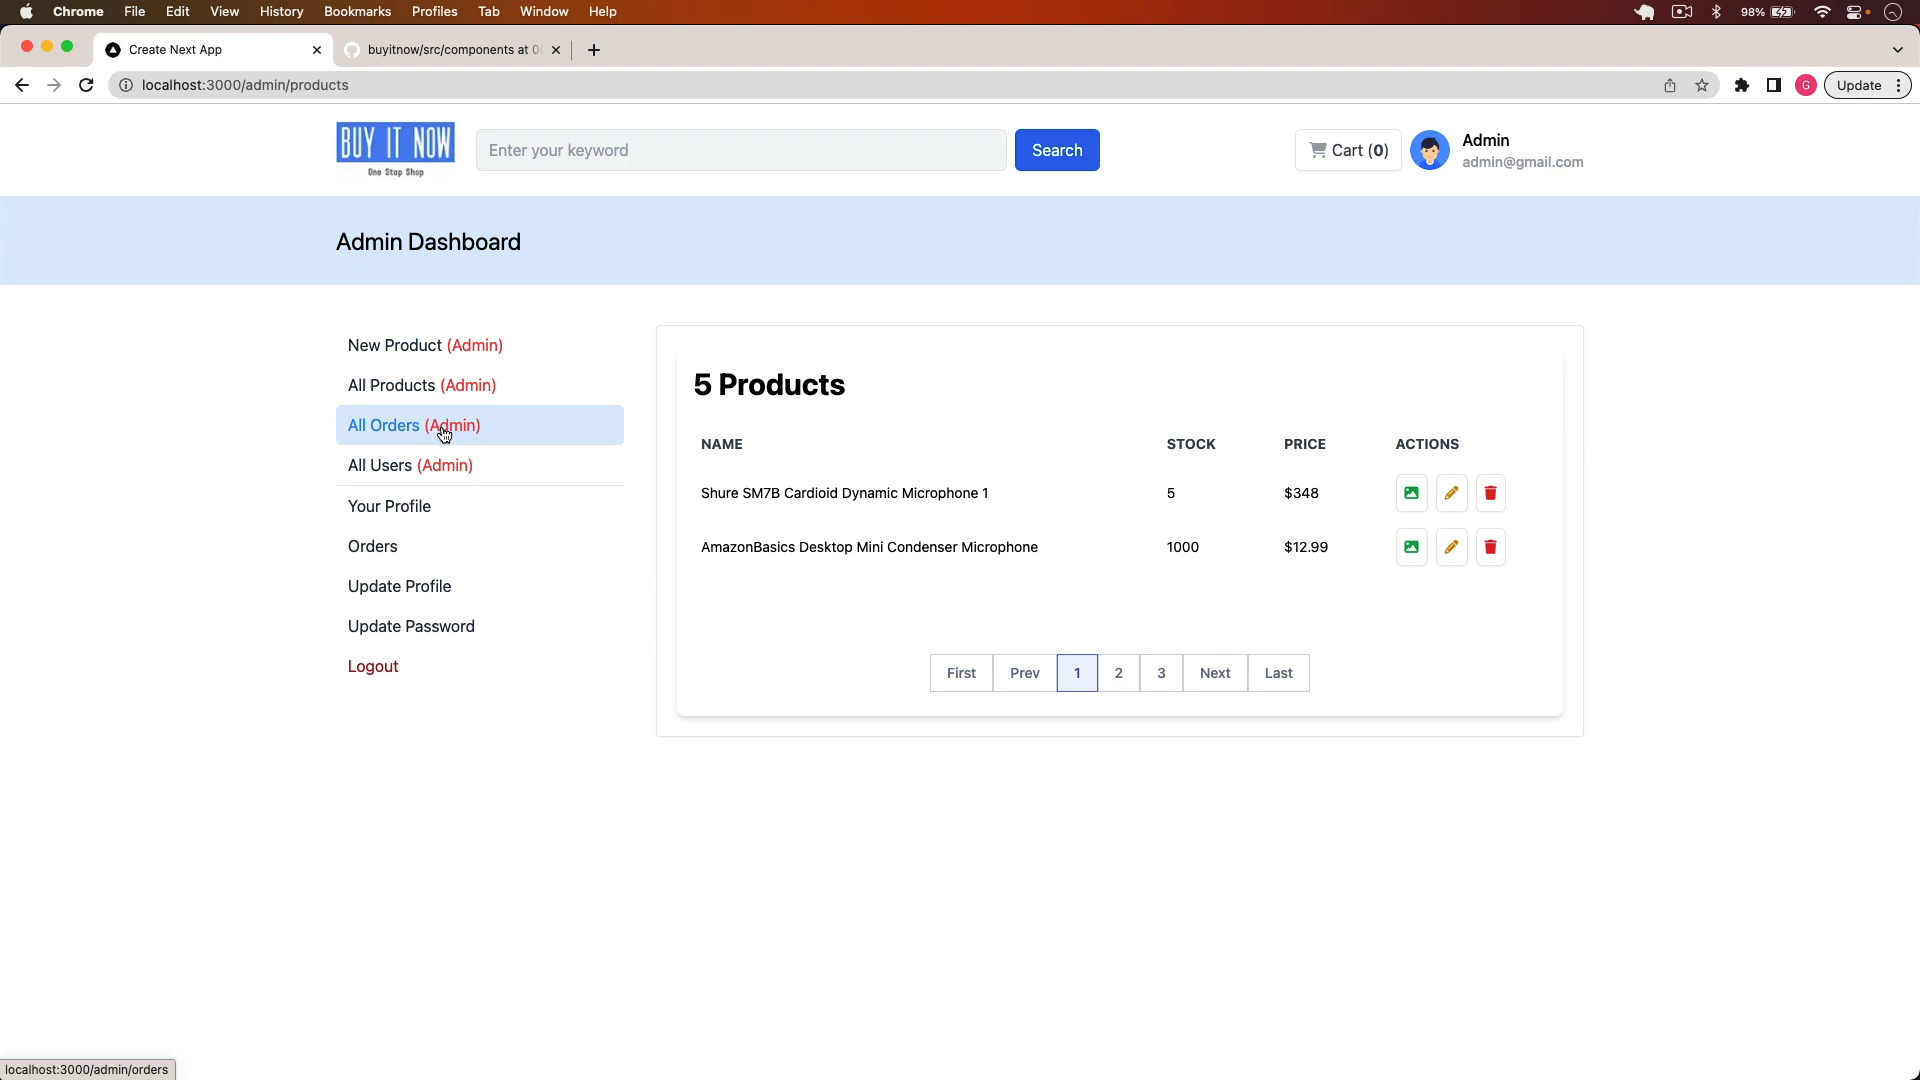 Chrome File Edit View History Bookmarks Profiles Tab Window Help 98%
Create Next App
buyitnow/src/components at
localhost:3000/admin/products
G
Update
BUY IT NOW
One Stop Shop
Enter your keyword
Search
Cart (0)
Admin
admin@gmail.com
Admin Dashboard
New Product (Admin)
All Products (Admin)
All Orders (Admin)
All Users (Admin)
Your Profile
Orders
Update Profile
Update Password
Logout
5 Products
NAME STOCK PRICE ACTIONS
Shure SM7B Cardioid Dynamic Microphone 1 5 $348
AmazonBasics Desktop Mini Condenser Microphone 1000 $12.99
First Prev 1 2 3 Next Last
localhost:3000/admin/orders